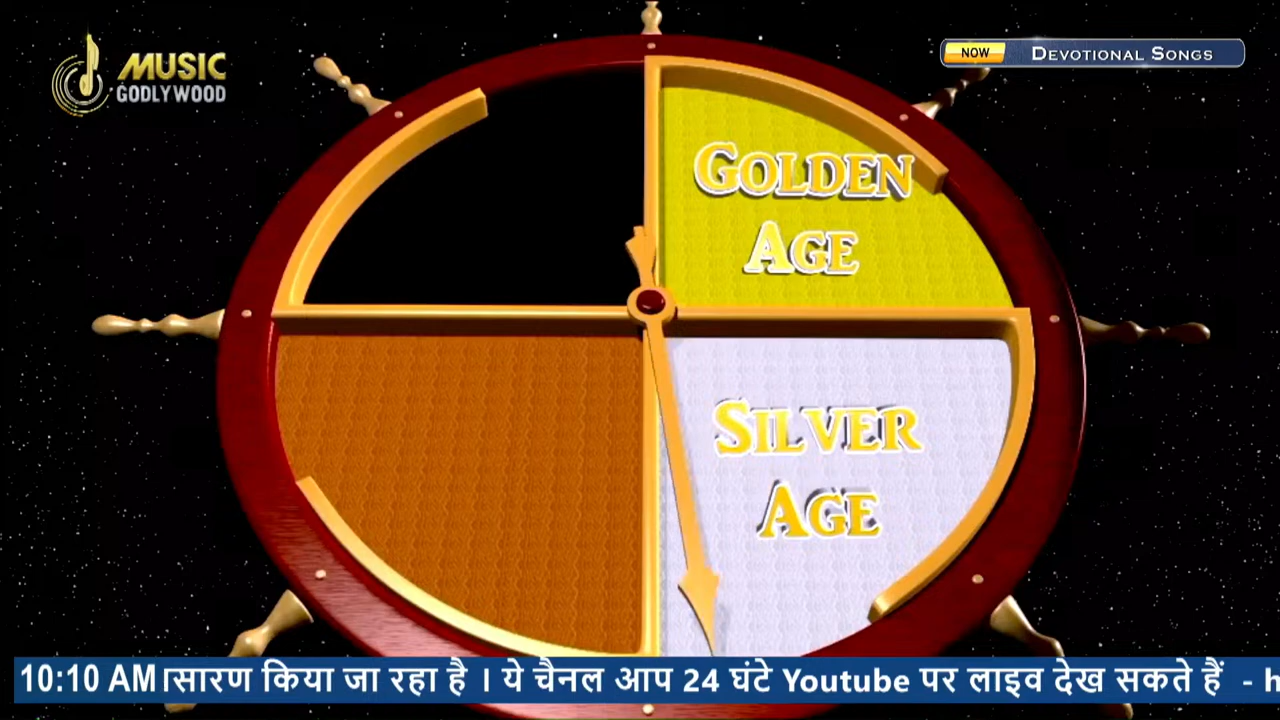 MUSIC
GODLYWOOD
NOW DEVOTIONAL SONGS
GOLDEN
AGE
SILVER
AGE
10:10 AM सारण किया जा रहा है । ये चैनल आप 24 घंटे Youtube पर लाइव देख सकते हैं - h